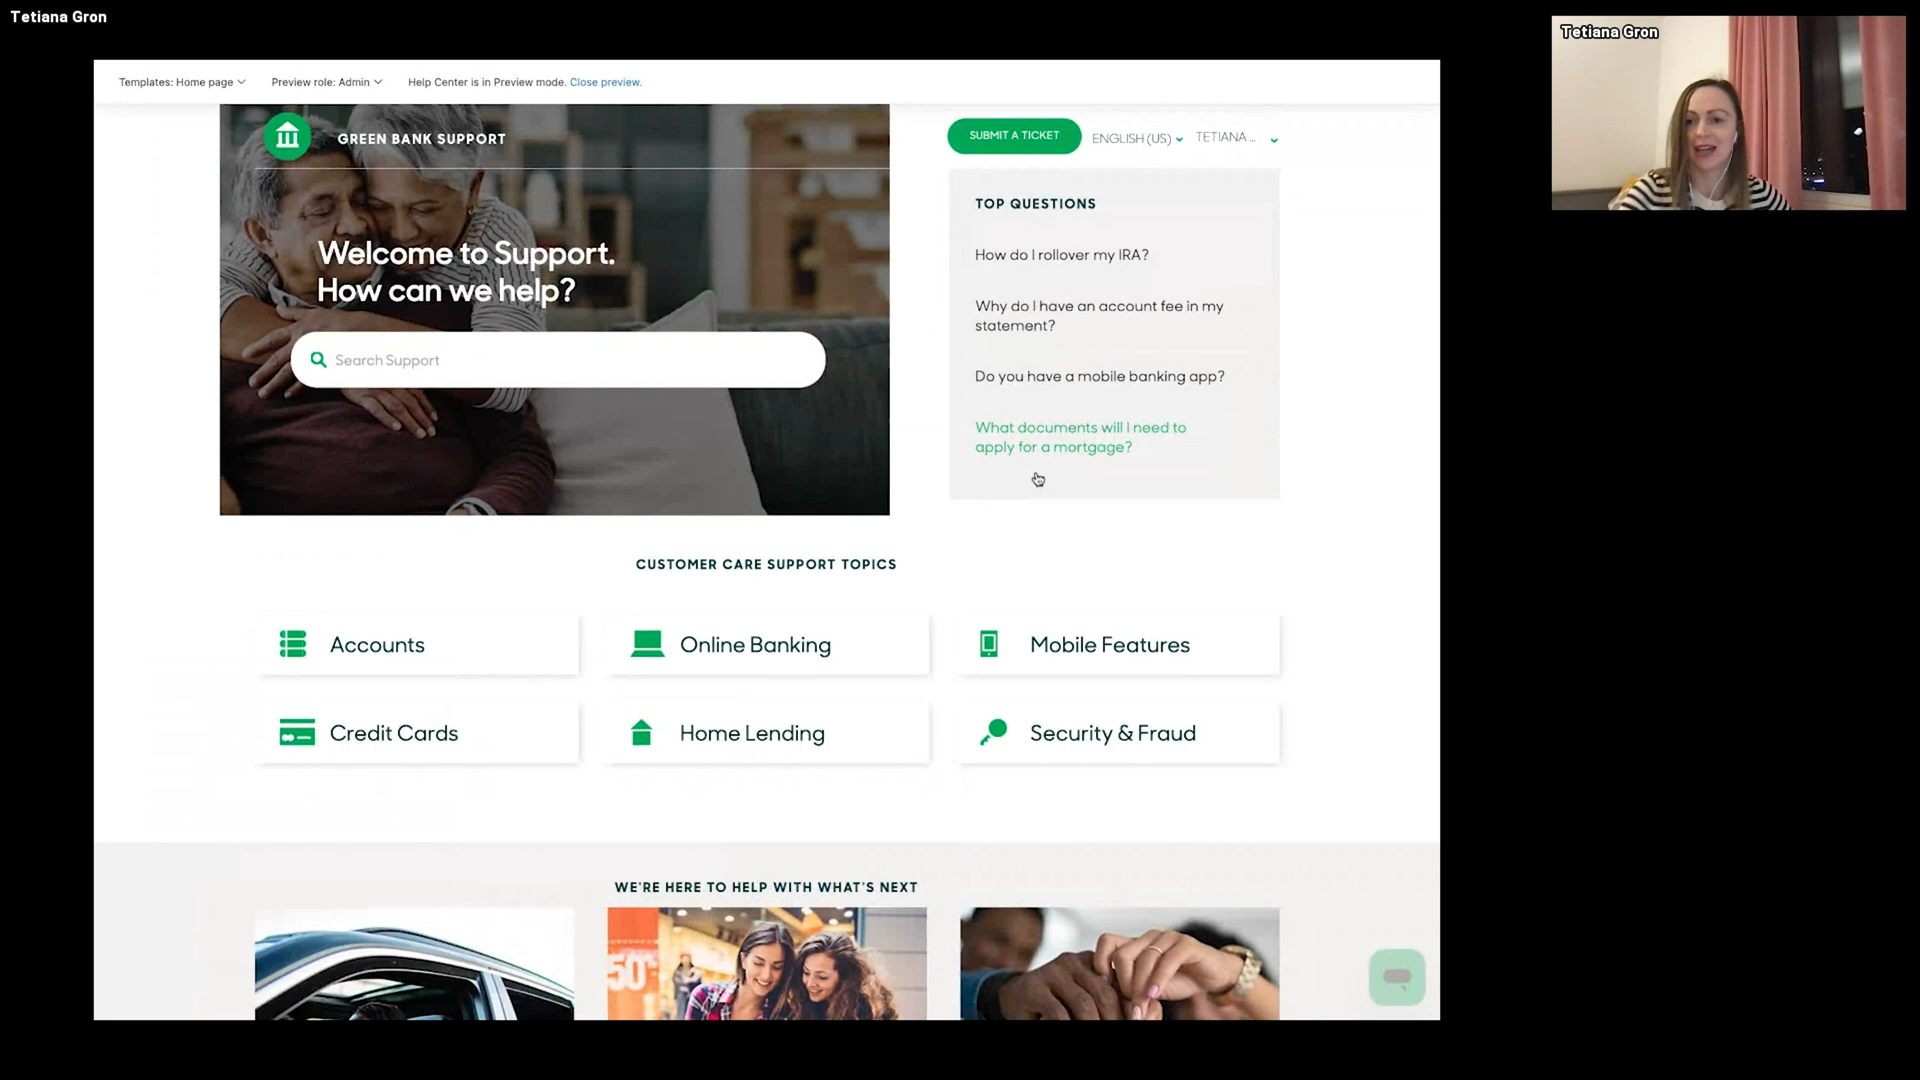 Tetiana Gron
Tetiana Gron
Templates: Home page
Preview role: Admin
Help Center is in Preview mode. Close preview.
GREEN BANK SUPPORT
SUBMIT A TICKET
ENGLISH (US)
TETIANA ...
Welcome to Support.
How can we help?
Search Support
TOP QUESTIONS
How do I rollover my IRA?
Why do I have an account fee in my
statement?
Do you have a mobile banking app?
What documents will I need to
apply for a mortgage?
CUSTOMER CARE SUPPORT TOPICS
Accounts
Online Banking
Mobile Features
Credit Cards
Home Lending
Security & Fraud
WE'RE HERE TO HELP WITH WHAT'S NEXT
50%